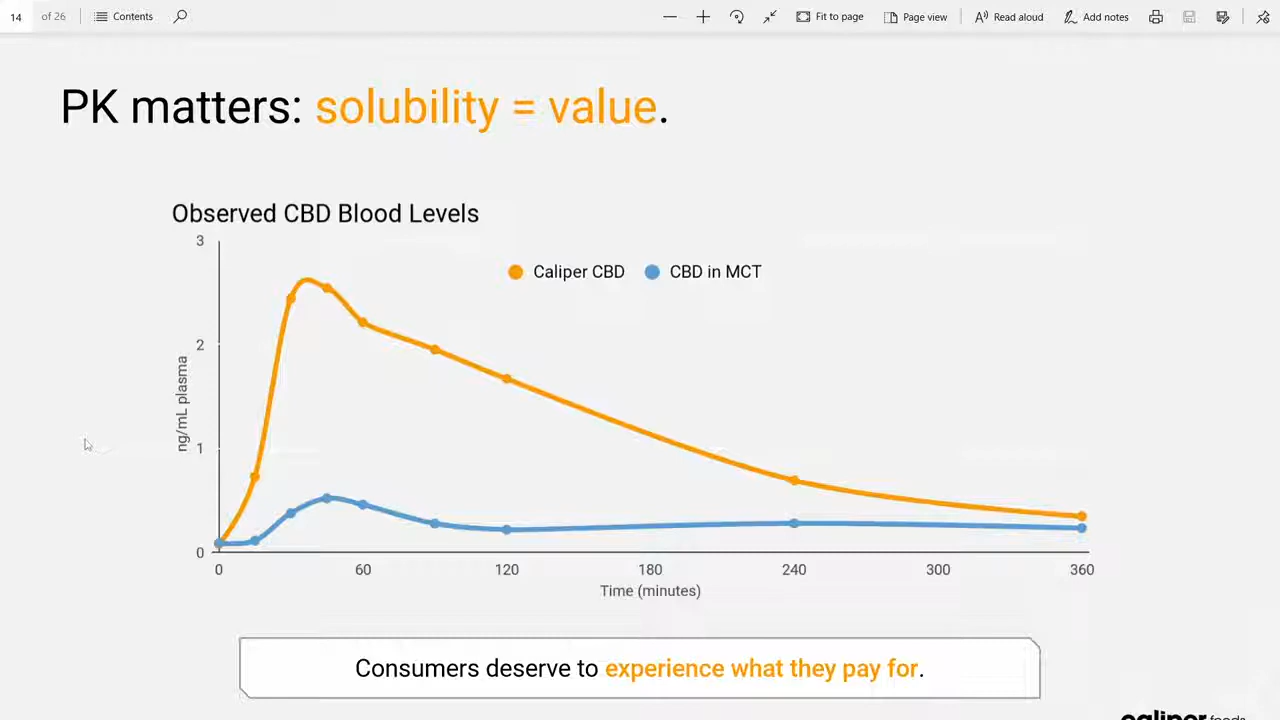 14 of 26 Contents Fit to page Page view Read aloud Add notes
PK matters: solubility = value.
Observed CBD Blood Levels
3
Caliper CBD CBD in MCT
2
ng/mL plasma
1
0
0 60 120 180 240 300 360
Time (minutes)
Consumers deserve to experience what they pay for.
caliper foods